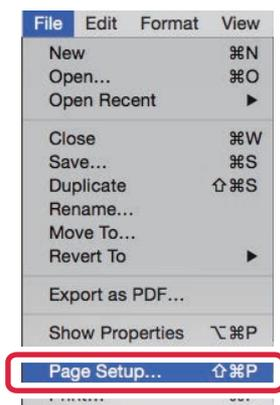 File Edit Format View
New ⌘N
Open... ⌘O
Open Recent ▶
Close ⌘W
Save... ⌘S
Duplicate ⇧⌘S
Rename...
Move To...
Revert To ▶
Export as PDF...
Show Properties ⌥⌘P
Page Setup... ⇧⌘P